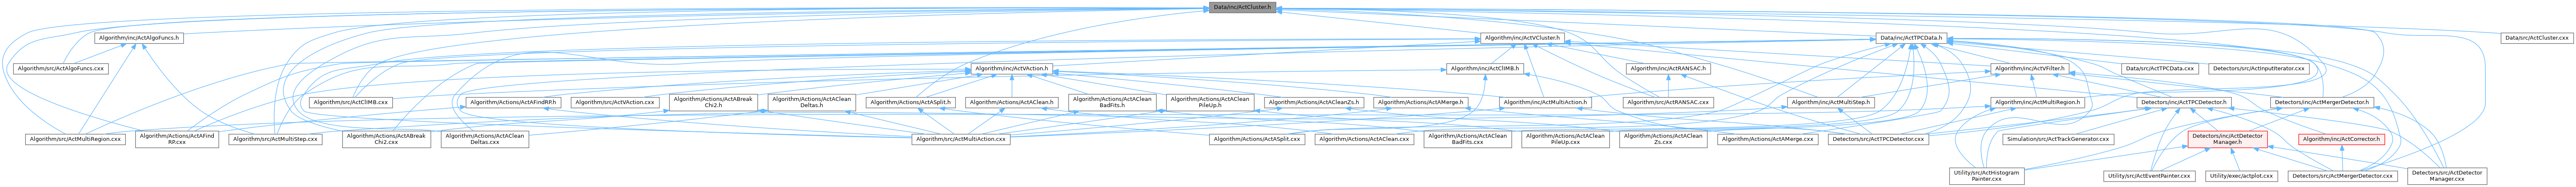 Data/inc/ActCluster.h
Algorithm/inc/ActAlgoFuncs.h
Algorithm/inc/ActVCluster.h
Data/inc/ActTPCData.h
Data/src/ActCluster.cxx
Algorithm/src/ActAlgoFuncs.cxx
Algorithm/inc/ActVAction.h
Algorithm/inc/ActCliMB.h
Algorithm/inc/ActRANSAC.h
Algorithm/inc/ActVFilter.h
Data/src/ActTPCData.cxx
Detectors/src/ActInputIterator.cxx
Algorithm/src/ActCliMB.cxx
Algorithm/Actions/ActAFindRP.h
Algorithm/src/ActVAction.cxx
Algorithm/Actions/ActABreak
Chi2.h
Algorithm/Actions/ActAClean
Deltas.h
Algorithm/Actions/ActASplit.h
Algorithm/Actions/ActAClean.h
Algorithm/Actions/ActAClean
BadFits.h
Algorithm/Actions/ActAClean
PileUp.h
Algorithm/Actions/ActACleanZs.h
Algorithm/Actions/ActAMerge.h
Algorithm/inc/ActMultiAction.h
Algorithm/src/ActRANSAC.cxx
Algorithm/inc/ActMultiStep.h
Algorithm/inc/ActMultiRegion.h
Detectors/inc/ActTPCDetector.h
Detectors/inc/ActMergerDetector.h
Algorithm/src/ActMultiRegion.cxx
Algorithm/Actions/ActAFind
RP.cxx
Algorithm/src/ActMultiStep.cxx
Algorithm/Actions/ActABreak
Chi2.cxx
Algorithm/Actions/ActAClean
Deltas.cxx
Algorithm/src/ActMultiAction.cxx
Algorithm/Actions/ActASplit.cxx
Algorithm/Actions/ActAClean.cxx
Algorithm/Actions/ActAClean
BadFits.cxx
Algorithm/Actions/ActAClean
PileUp.cxx
Algorithm/Actions/ActAClean
Zs.cxx
Algorithm/Actions/ActAMerge.cxx
Detectors/src/ActTPCDetector.cxx
Simulation/src/ActTrackGenerator.cxx
Detectors/inc/ActDetector
Manager.h
Algorithm/inc/ActCorrector.h
Utility/src/ActHistogram
Painter.cxx
Utility/src/ActEventPainter.cxx
Utility/exec/actplot.cxx
Detectors/src/ActMergerDetector.cxx
Detectors/src/ActDetector
Manager.cxx